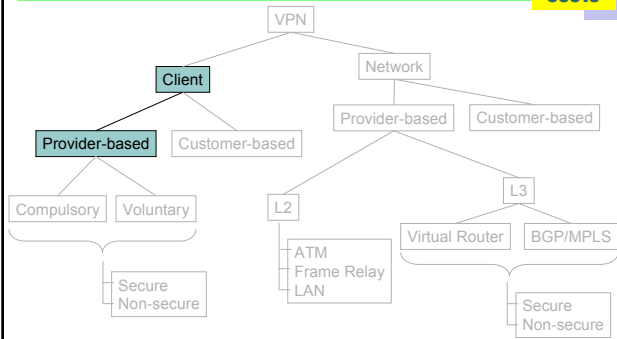 VPN
Client
Network
Provider-based
Customer-based
Provider-based
Customer-based
Compulsory
Voluntary
L2
L3
ATM
Frame Relay
LAN
Virtual Router
BGP/MPLS
Secure
Non-secure
Secure
Non-secure